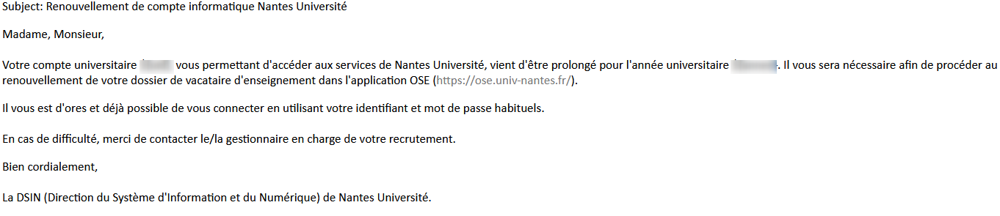 Subject: Renouvellement de compte informatique Nantes Université
Madame, Monsieur,
Votre compte universitaire vous permettant d'accéder aux services de Nantes Université, vient d'être prolongé pour l'année universitaire . Il vous sera nécessaire afin de procéder au
renouvellement de votre dossier de vacataire d'enseignement dans l'application OSE (https://ose.univ-nantes.fr/).
Il vous est d'ores et déjà possible de vous connecter en utilisant votre identifiant et mot de passe habituels.
En cas de difficulté, merci de contacter le/la gestionnaire en charge de votre recrutement.
Bien cordialement,
La DSIN (Direction du Système d'Information et du Numérique) de Nantes Université.